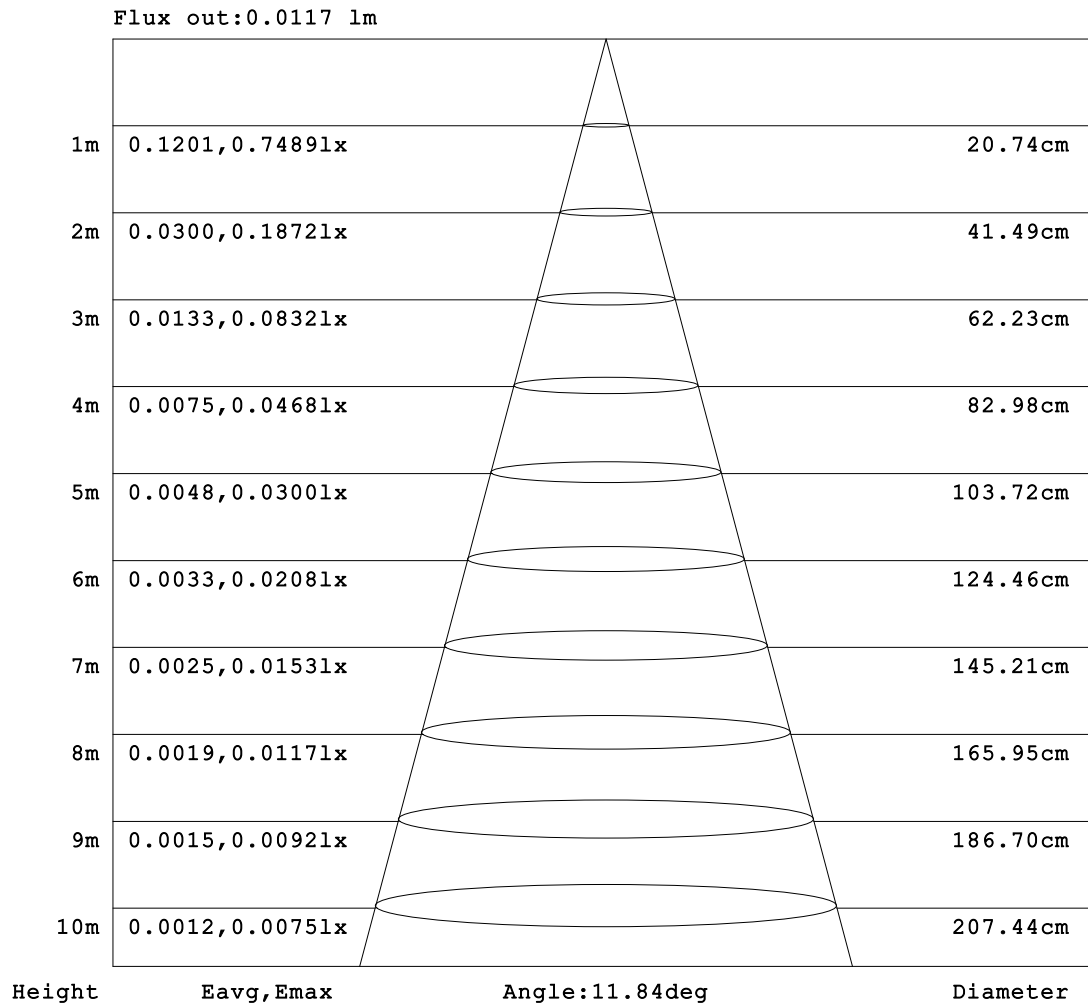 Flux out:0.0117 lm
1m 0.1201,0.7489lx 20.74cm
2m 0.0300,0.1872lx 41.49cm
3m 0.0133,0.0832lx 62.23cm
4m 0.0075,0.0468lx 82.98cm
5m 0.0048,0.0300lx 103.72cm
6m 0.0033,0.0208lx 124.46cm
7m 0.0025,0.0153lx 145.21cm
8m 0.0019,0.0117lx 165.95cm
9m 0.0015,0.0092lx 186.70cm
10m 0.0012,0.0075lx 207.44cm
Height Eavg,Emax Angle:11.84deg Diameter